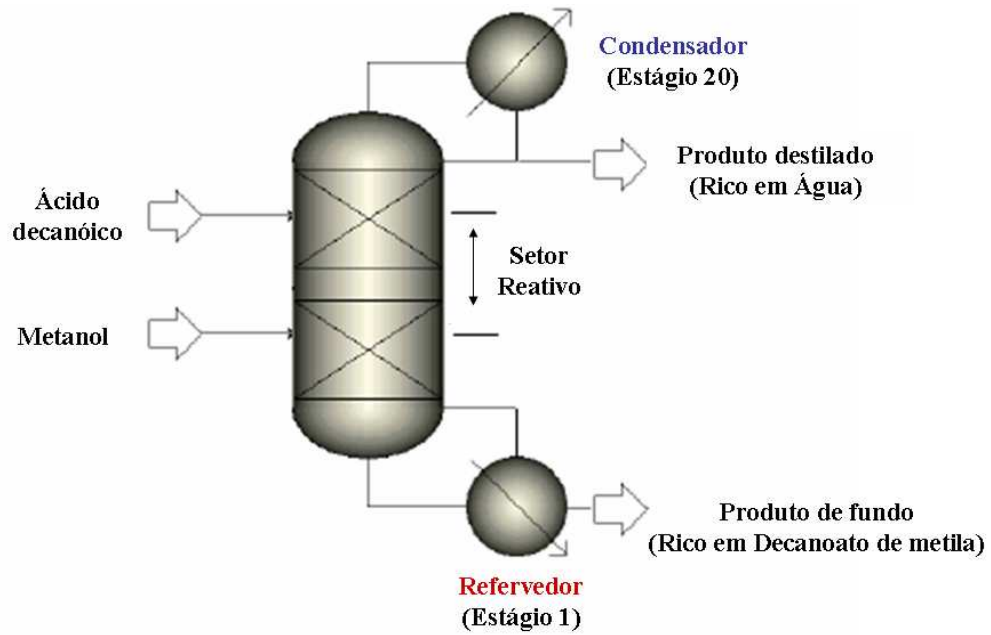 Condensador
(Estágio 20)
Produto destilado
(Rico em Água)
Ácido
decanóico
Setor
Reativo
Metanol
Produto de fundo
(Rico em Decanoato de metila)
Refervedor
(Estágio 1)